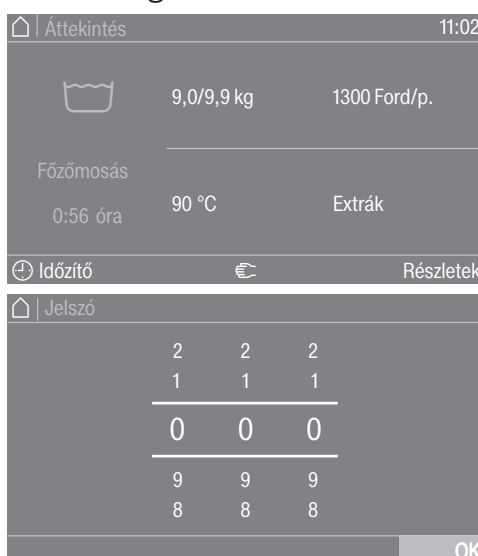 Áttekintés 11:02
9,0/9,9 kg 1300 Ford/p.
Főzőmosás
0:56 óra
90 °C Extrák
Időzítő Részletek
Jelszó
2 2 2
1 1 1
0 0 0
9 9 9
8 8 8
OK